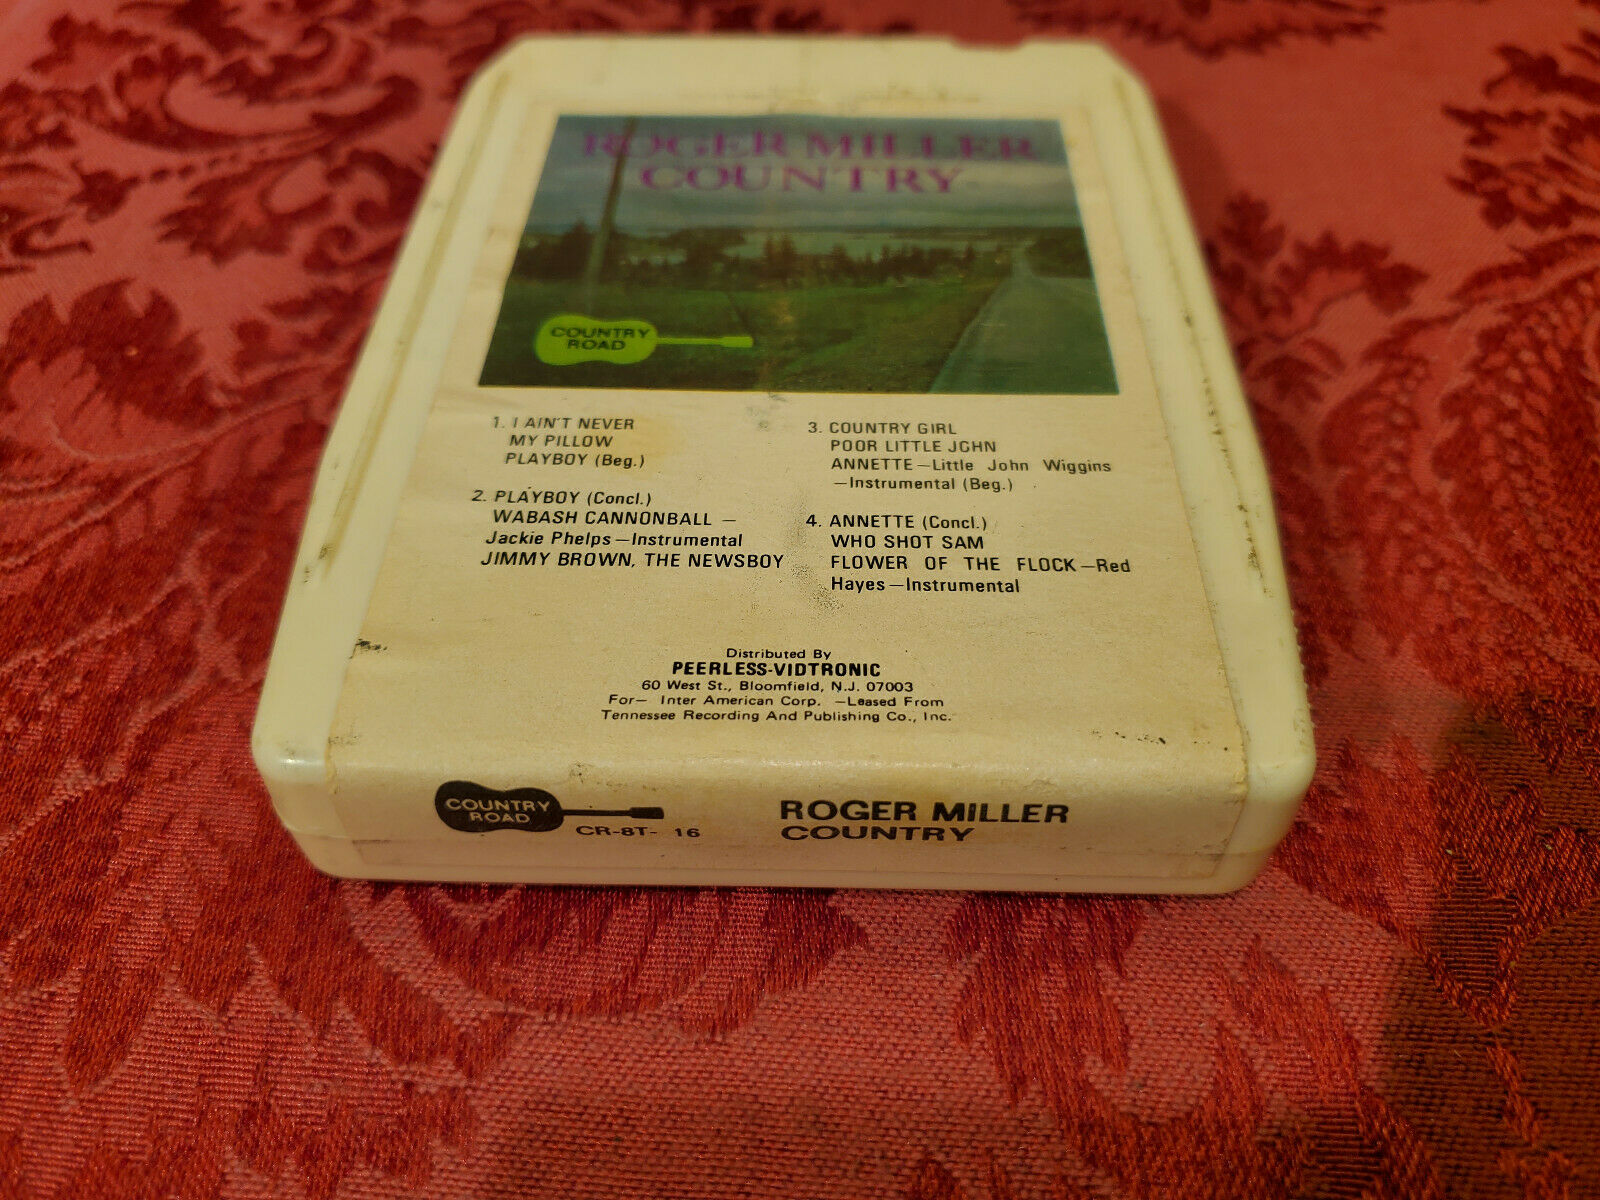 ROGER MILLER
COUNTRY
COUNTRY
ROAD
1. I AIN'T NEVER
MY PILLOW
PLAYBOY (Beg.)
2. PLAYBOY (Concl.)
WABASH CANNONBALL —
Jackie Phelps—Instrumental
JIMMY BROWN, THE NEWSBOY
3. COUNTRY GIRL
POOR LITTLE JOHN
ANNETTE—Little John Wiggins
—Instrumental (Beg.)
4. ANNETTE (Concl.)
WHO SHOT SAM
FLOWER OF THE FLOCK—Red
Hayes—Instrumental
Distributed By
PEERLESS-VIDTRONIC
60 West St., Bloomfield, N.J. 07003
For— Inter American Corp. —Leased From
Tennessee Recording And Publishing Co., Inc.
COUNTRY
ROAD
CR-8T- 16
ROGER MILLER
COUNTRY